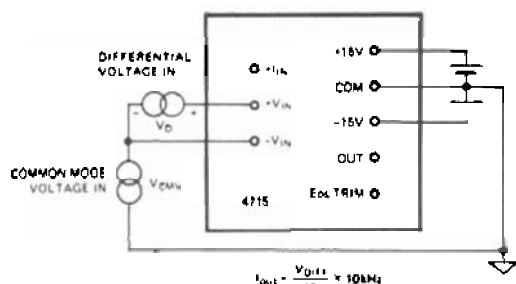 DIFFERENTIAL
VOLTAGE IN
- VD +
COMMON MODE
VOLTAGE IN
VCMV
+IIN
+VIN
-VIN
4715
+15V
COM
-15V
OUT
Eos TRIM